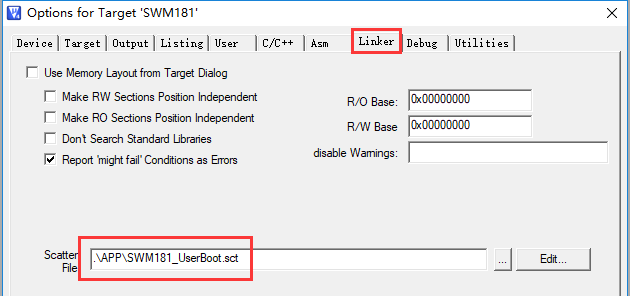 Options for Target 'SWM181'
Device Target Output Listing User C/C++ Asm Linker Debug Utilities
Use Memory Layout from Target Dialog
Make RW Sections Position Independent
Make RO Sections Position Independent
Don't Search Standard Libraries
Report 'might fail' Conditions as Errors
R/O Base: 0x00000000
R/W Base 0x00000000
disable Warnings:
Scatter
File
.\APP\SWM181_UserBoot.sct
... Edit...